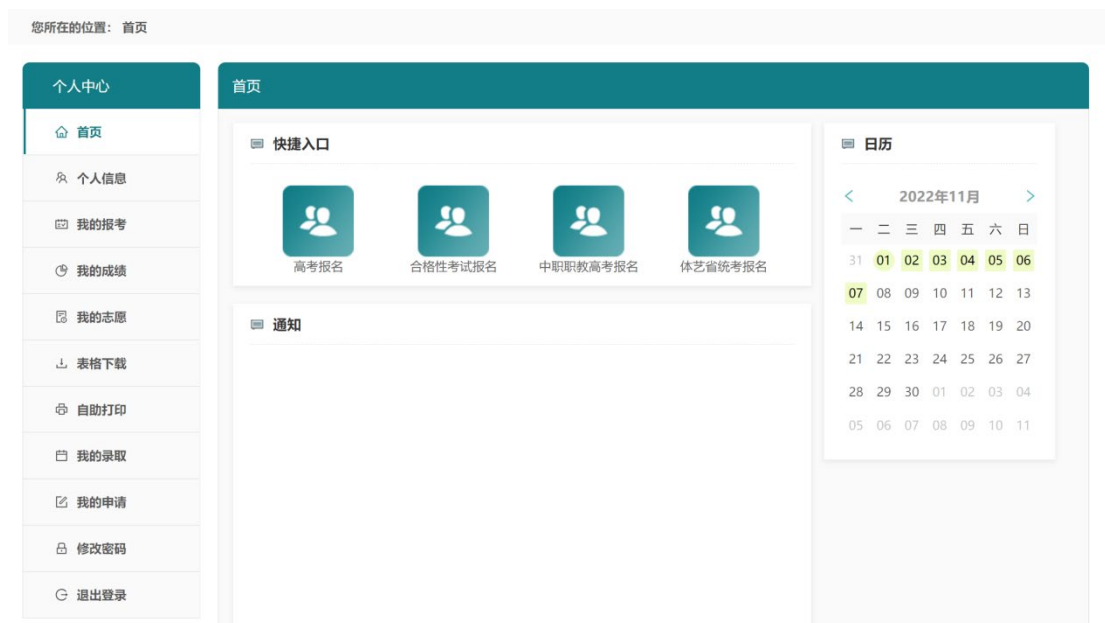 您所在的位置： 首页
个人中心
首页
个人信息
我的报考
我的成绩
我的志愿
表格下载
自助打印
我的录取
我的申请
修改密码
退出登录
首页
快捷入口
高考报名
合格性考试报名
中职职教高考报名
体艺省统考报名
通知
日历
< 2022年11月 >
一 二 三 四 五 六 日
31 01 02 03 04 05 06
07 08 09 10 11 12 13
14 15 16 17 18 19 20
21 22 23 24 25 26 27
28 29 30 01 02 03 04
05 06 07 08 09 10 11